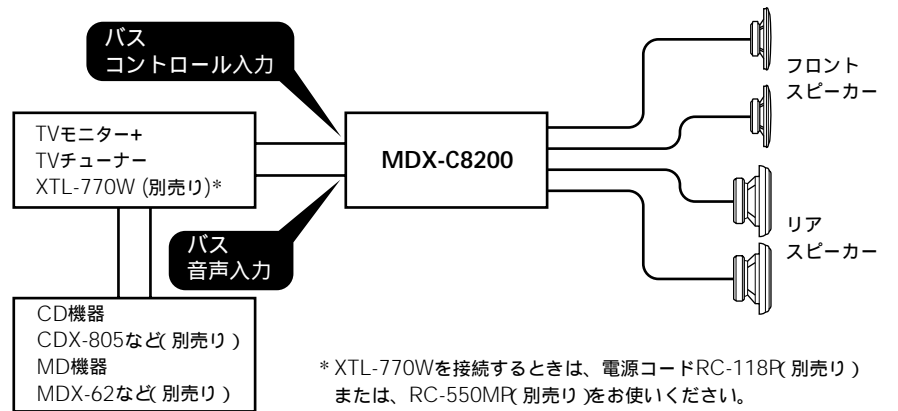 バス
コントロール入力
フロント
スピーカー
TVモニター+
TVチューナー
XTL-770W (別売り)*
MDX-C8200
リア
スピーカー
バス
音声入力
CD機器
CDX-805など(別売り)
MD機器
MDX-62など(別売り)
*XTL-770Wを接続するときは、電源コードRC-118P(別売り)
または、RC-550MP(別売り)をお使いください。